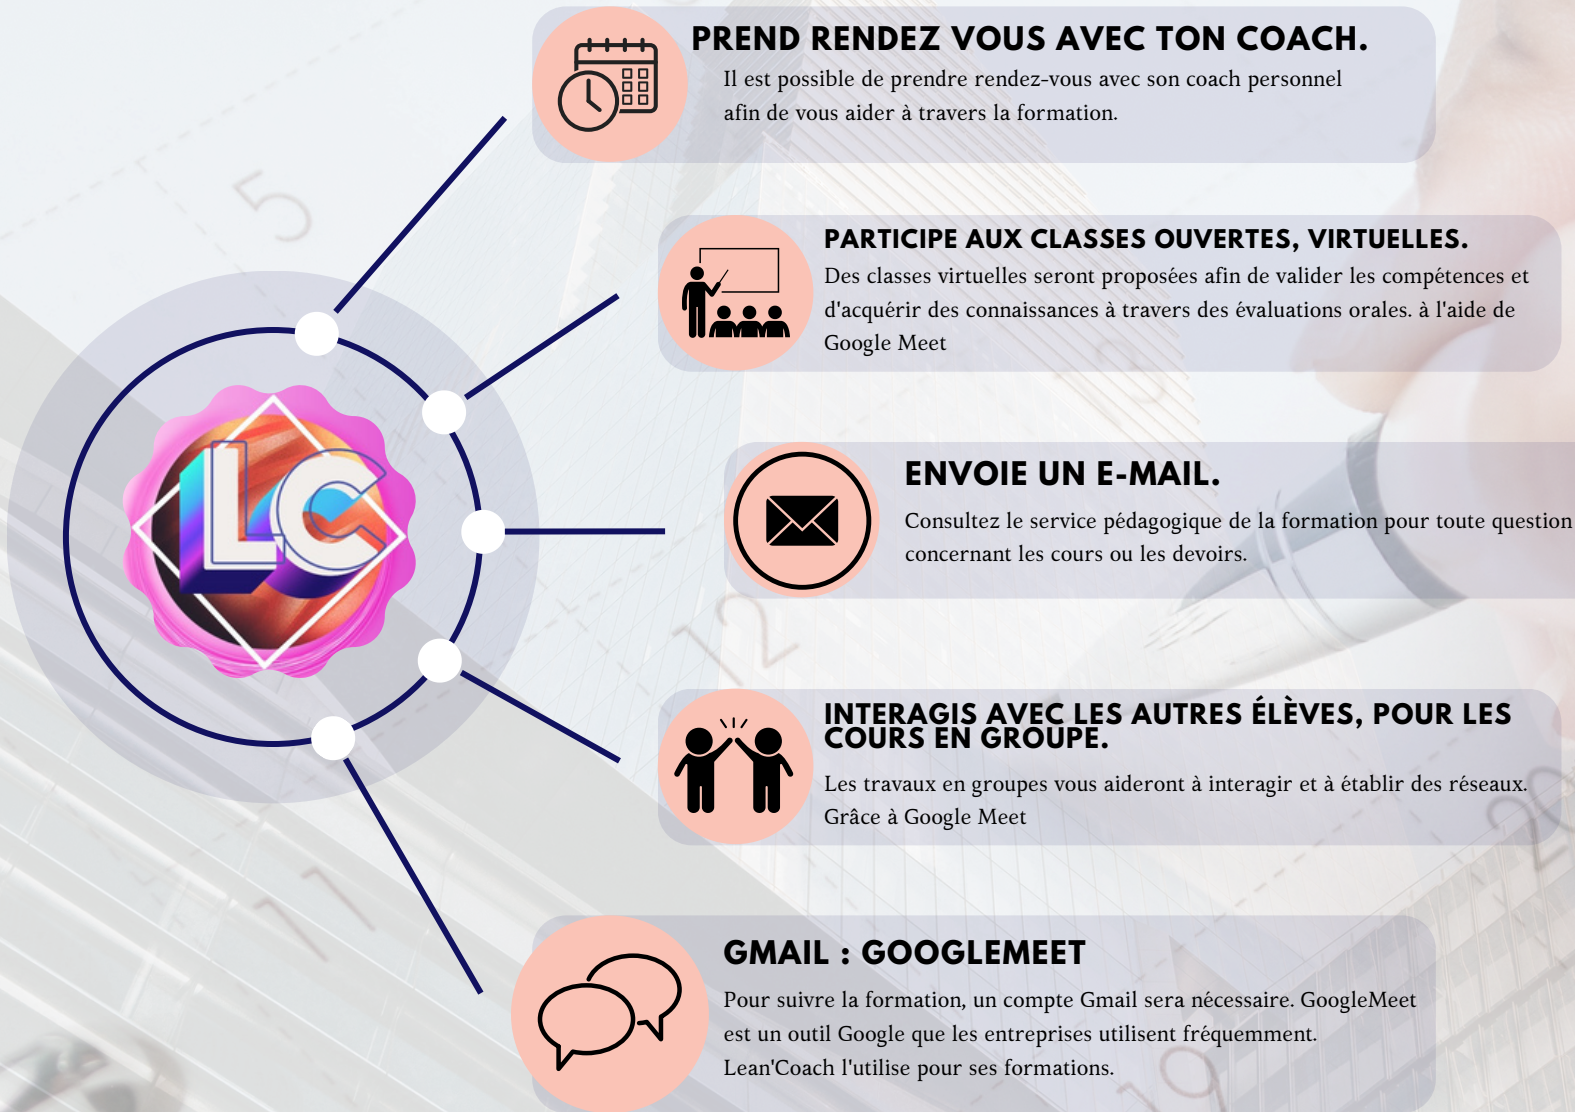 PREND RENDEZ VOUS AVEC TON COACH.
Il est possible de prendre rendez-vous avec son coach personnel
afin de vous aider à travers la formation.
PARTICIPE AUX CLASSES OUVERTES, VIRTUELLES.
Des classes virtuelles seront proposées afin de valider les compétences et
d'acquérir des connaissances à travers des évaluations orales. à l'aide de
Google Meet
ENVOIE UN E-MAIL.
Consultez le service pédagogique de la formation pour toute question
concernant les cours ou les devoirs.
INTERAGIS AVEC LES AUTRES ÉLÈVES, POUR LES
COURS EN GROUPE.
Les travaux en groupes vous aideront à interagir et à établir des réseaux.
Grâce à Google Meet
GMAIL : GOOGLEMEET
Pour suivre la formation, un compte Gmail sera nécessaire. GoogleMeet
est un outil Google que les entreprises utilisent fréquemment.
Lean'Coach l'utilise pour ses formations.
LC
5
3
12
11
20
19